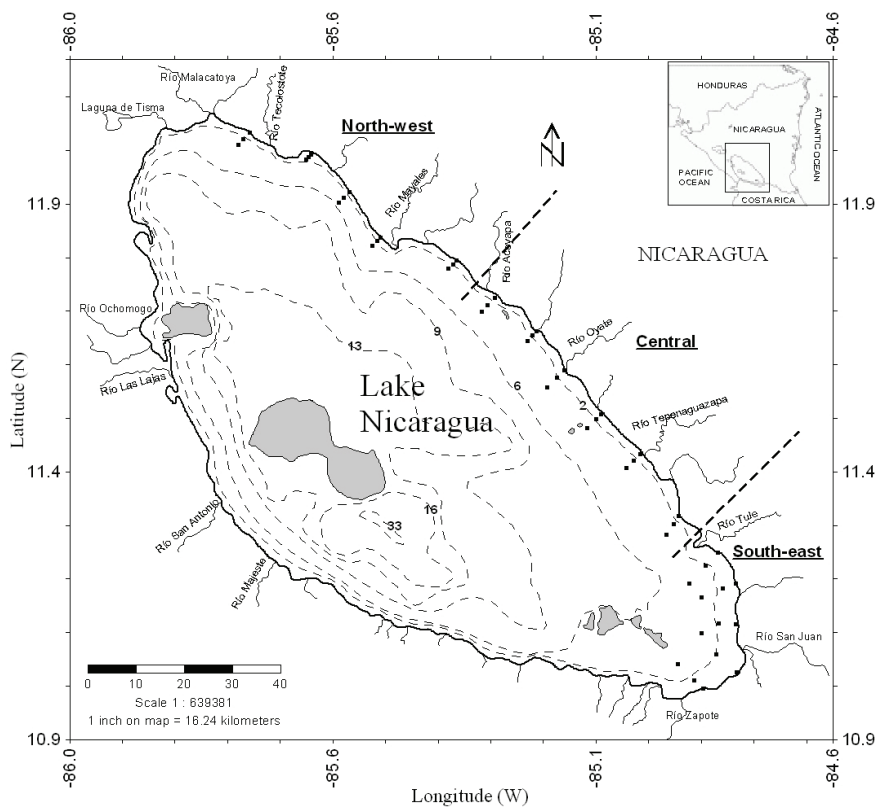 -86.0
-85.6
-85.1
-84.6
Río Malacatoya
Laguna de Tisma
Río Tecolostote
North-west
HONDURAS
NICARAGUA
ATLANTIC OCEAN
PACIFIC
OCEAN
COSTA RICA
N
11.9
11.9
Río Mayales
Río Acoyapa
NICARAGUA
Río Ochomogo
9
13
Río Oyate
Central
Río Las Lajas
Lake
Nicaragua
6
2
Río Tepenaguazapa
Latitude (N)
11.4
11.4
16
33
Río San Antonio
Río Tule
South-east
Río Majeste
Río San Juan
0 10 20 30 40
Scale 1 : 639381
1 inch on map = 16.24 kilometers
Río Zapote
10.9
10.9
-86.0
-85.6
-85.1
-84.6
Longitude (W)